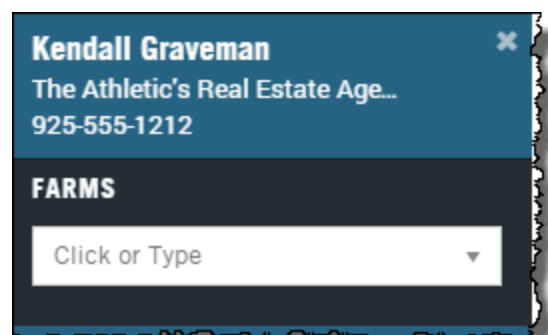 Kendall Graveman
The Athletic's Real Estate Age...
925-555-1212
FARMS
Click or Type